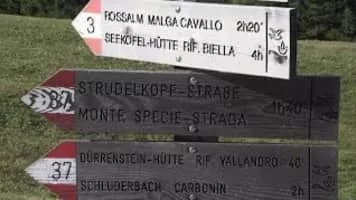 3 ROSSALM MALGA CAVALLO 2h20'
SEEKOFEL-HÜTTE RIF. BIELLA 4h
STRUDELKOPF-STRAßE 1h40'
MONTE SPECIE-STRADA
37 DÜRRENSTEIN-HÜTTE RIF VALLANDRO 40'
SCHLUDERBACH CARBONIN 2h